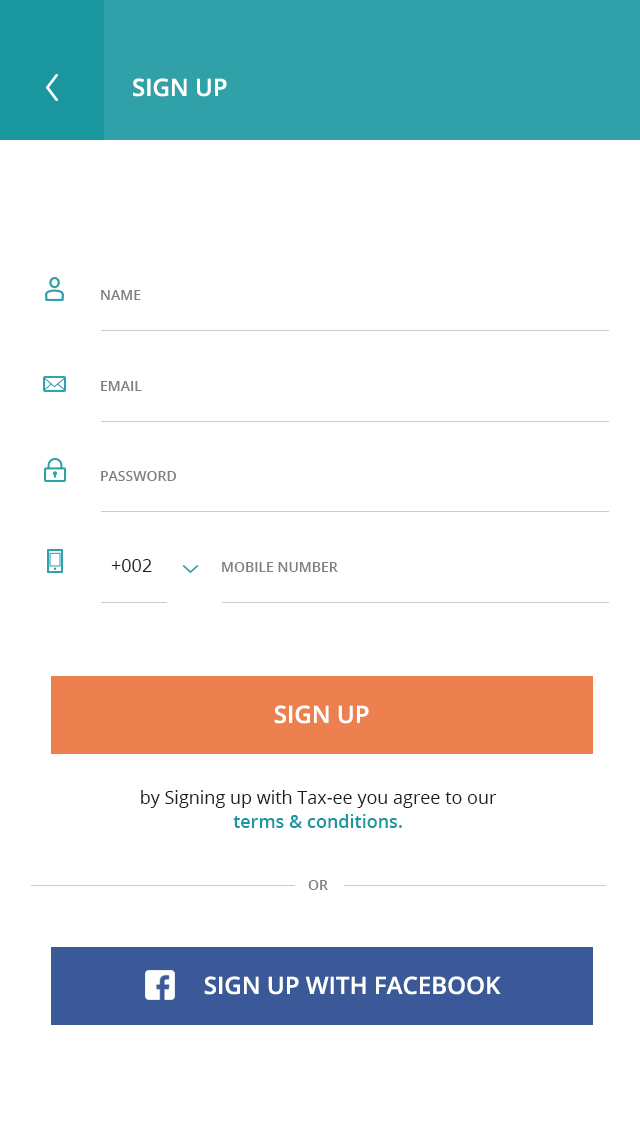 SIGN UP
NAME
EMAIL
PASSWORD
+002 MOBILE NUMBER
SIGN UP
by Signing up with Tax-ee you agree to our
terms & conditions.
OR
SIGN UP WITH FACEBOOK